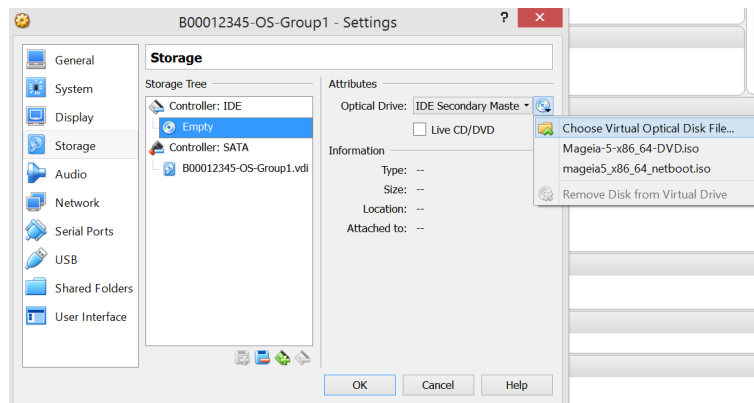 B00012345-OS-Group1 - Settings
?
×
General
System
Display
Storage
Audio
Network
Serial Ports
USB
Shared Folders
User Interface
Storage
Storage Tree
Controller: IDE
Empty
Controller: SATA
B00012345-OS-Group1.vdi
Attributes
Optical Drive: IDE Secondary Maste
Live CD/DVD
Information
Type: --
Size: --
Location: --
Attached to: --
Choose Virtual Optical Disk File...
Mageia-5-x86_64-DVD.iso
mageia5_x86_64_netboot.iso
Remove Disk from Virtual Drive
OK
Cancel
Help